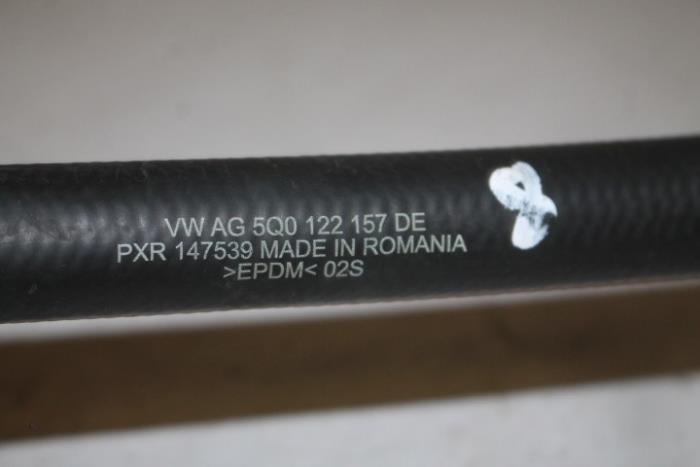 VW AG 5Q0 122 157 DE
PXR 147539 MADE IN ROMANIA
>EPDM< 02S